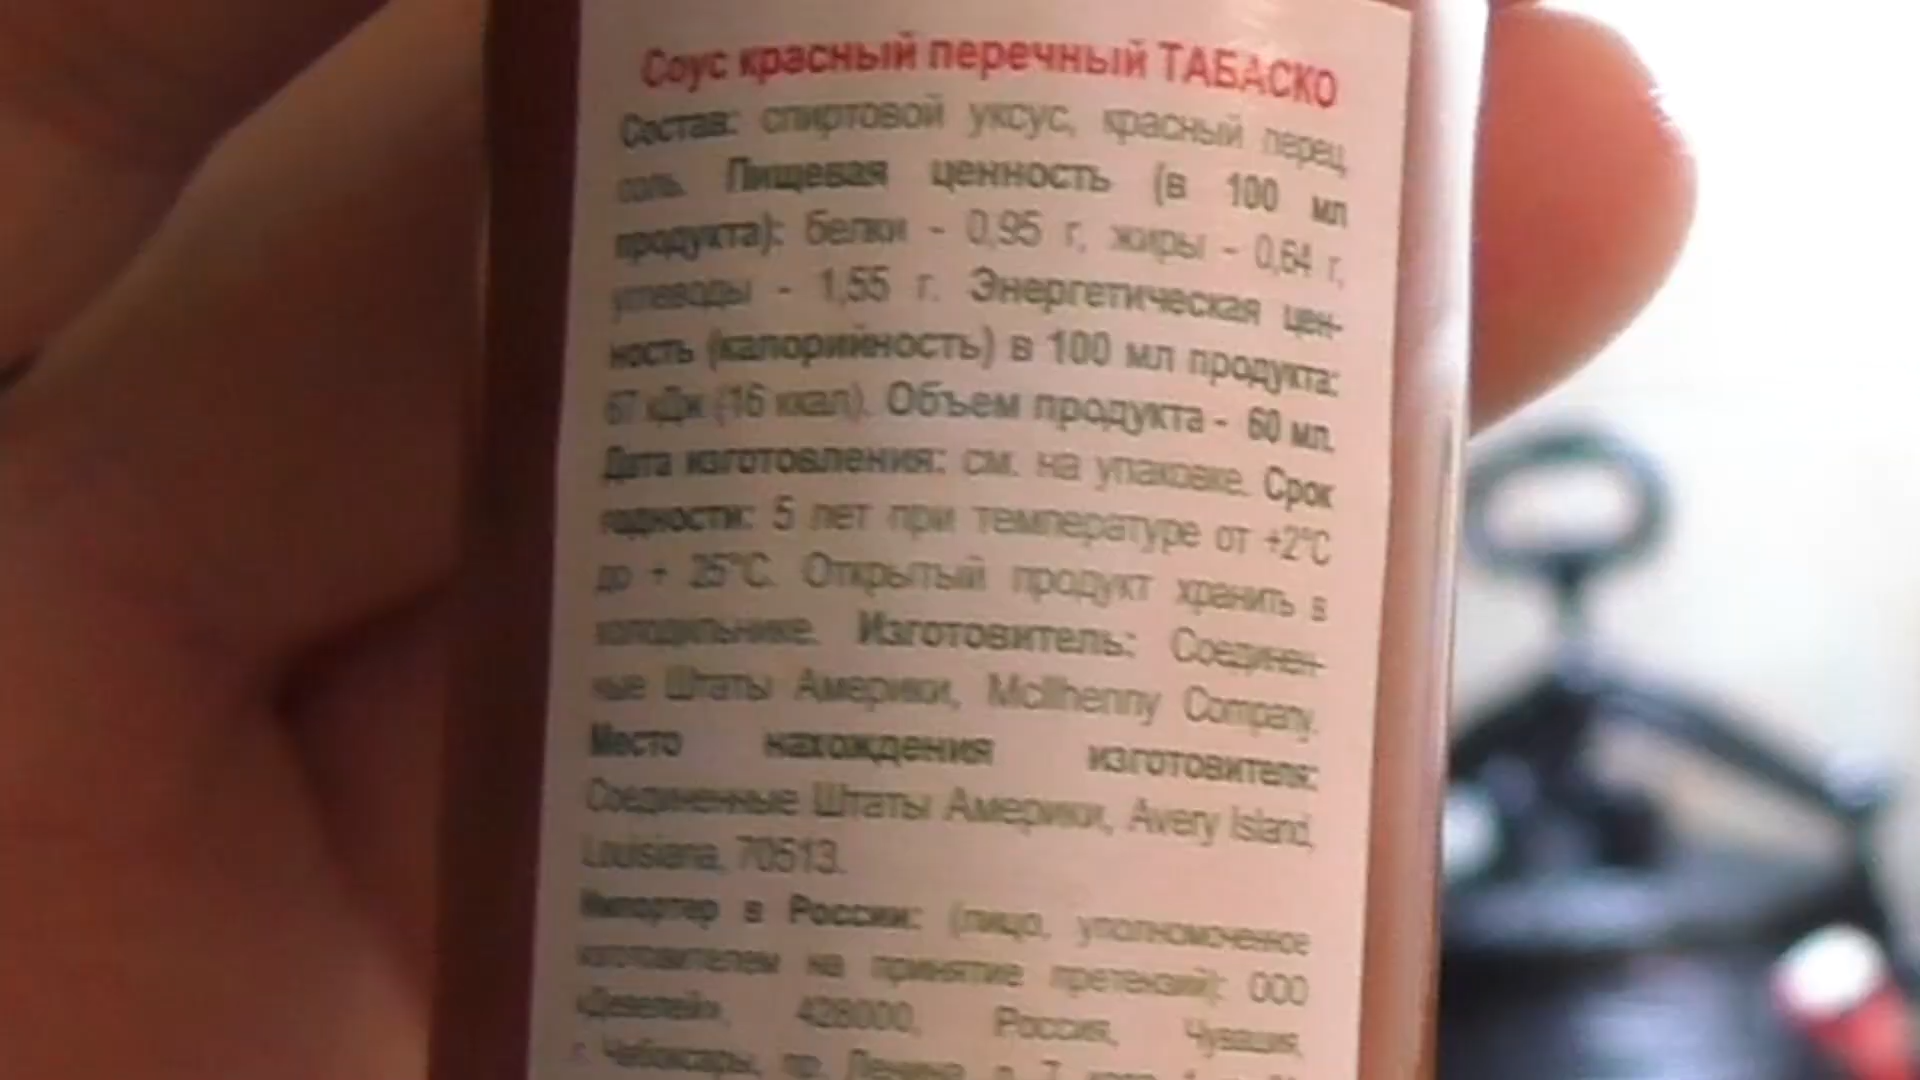 Соус красный перечный ТАБАСКО
Состав: спиртовой уксус, красный перец,
соль. Пищевая ценность (в 100 мл
продукта): белки - 0,95 г, жиры - 0,64 г,
углеводы - 1,55 г. Энергетическая цен-
ность (калорийность) в 100 мл продукта:
67 кДж (16 ккал). Объем продукта - 60 мл.
Дата изготовления: см. на упаковке. Срок
годности: 5 лет при температуре от +2°C
до + 25°C. Открытый продукт хранить в
холодильнике. Изготовитель: Соединен-
ные Штаты Америки, McIlhenny Company.
Место нахождения изготовителя:
Соединенные Штаты Америки, Avery Island,
Louisiana, 70513.
Импортер в России: (лицо, уполномоченное
изготовителем на принятие претензий): ООО
«Девелей», 428000, Россия, Чувашия,
г. Чебоксары, пр. Ленина,